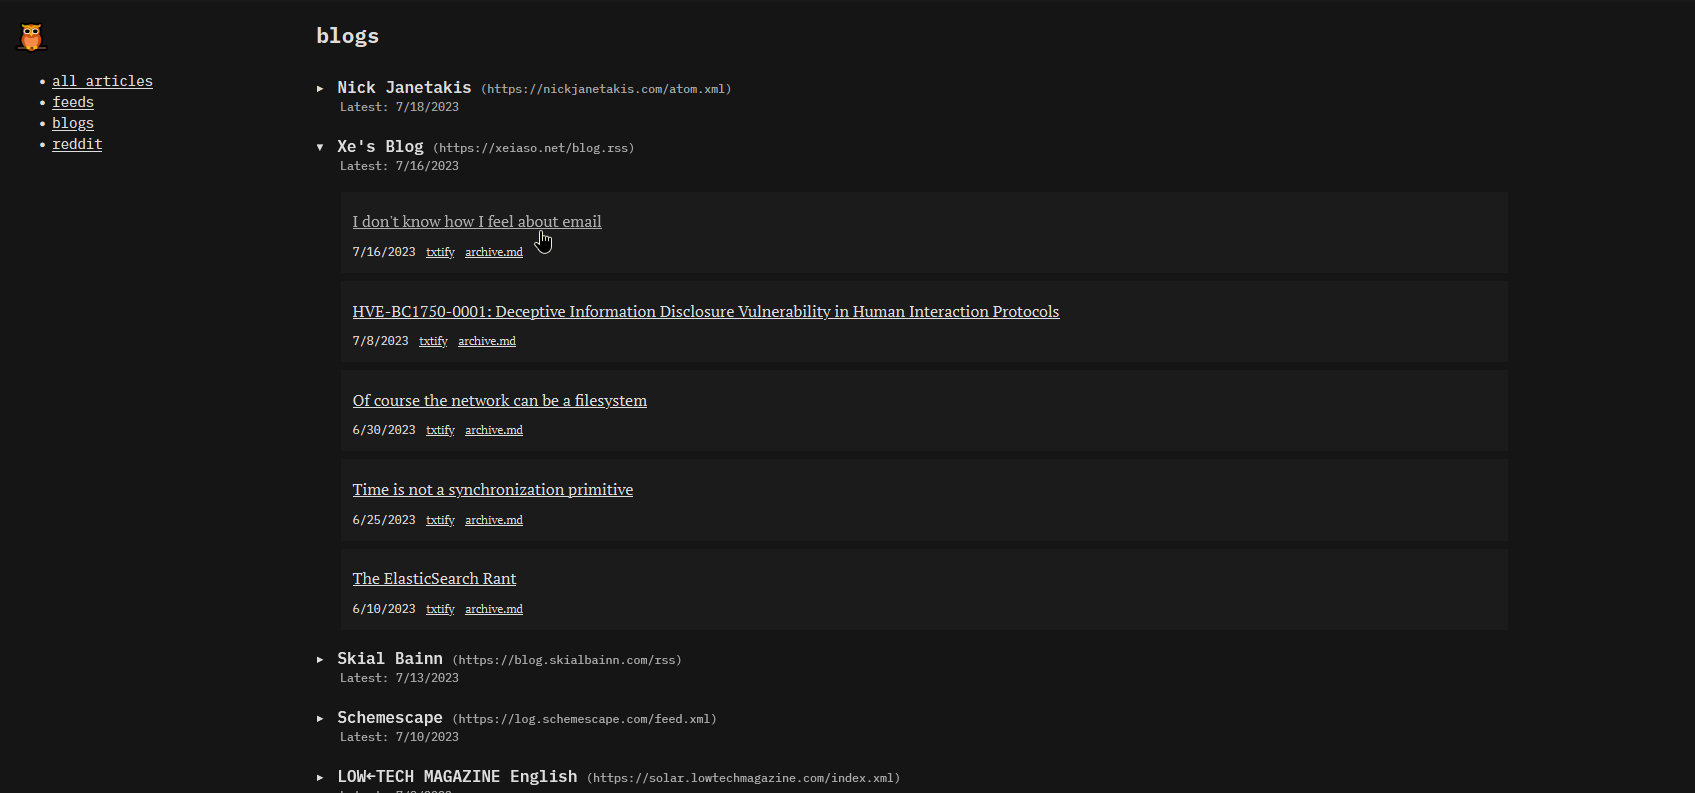 blogs
all articles
feeds
blogs
reddit
Nick Janetakis (https://nickjanetakis.com/atom.xml)
Latest: 7/18/2023
Xe's Blog (https://xeiaso.net/blog.rss)
Latest: 7/16/2023
I don't know how I feel about email
7/16/2023 txtify archive.md
HVE-BC1750-0001: Deceptive Information Disclosure Vulnerability in Human Interaction Protocols
7/8/2023 txtify archive.md
Of course the network can be a filesystem
6/30/2023 txtify archive.md
Time is not a synchronization primitive
6/25/2023 txtify archive.md
The ElasticSearch Rant
6/10/2023 txtify archive.md
Skial Bainn (https://blog.skialbainn.com/rss)
Latest: 7/13/2023
Schemescape (https://log.schemescape.com/feed.xml)
Latest: 7/10/2023
LOW←TECH MAGAZINE English (https://solar.lowtechmagazine.com/index.xml)